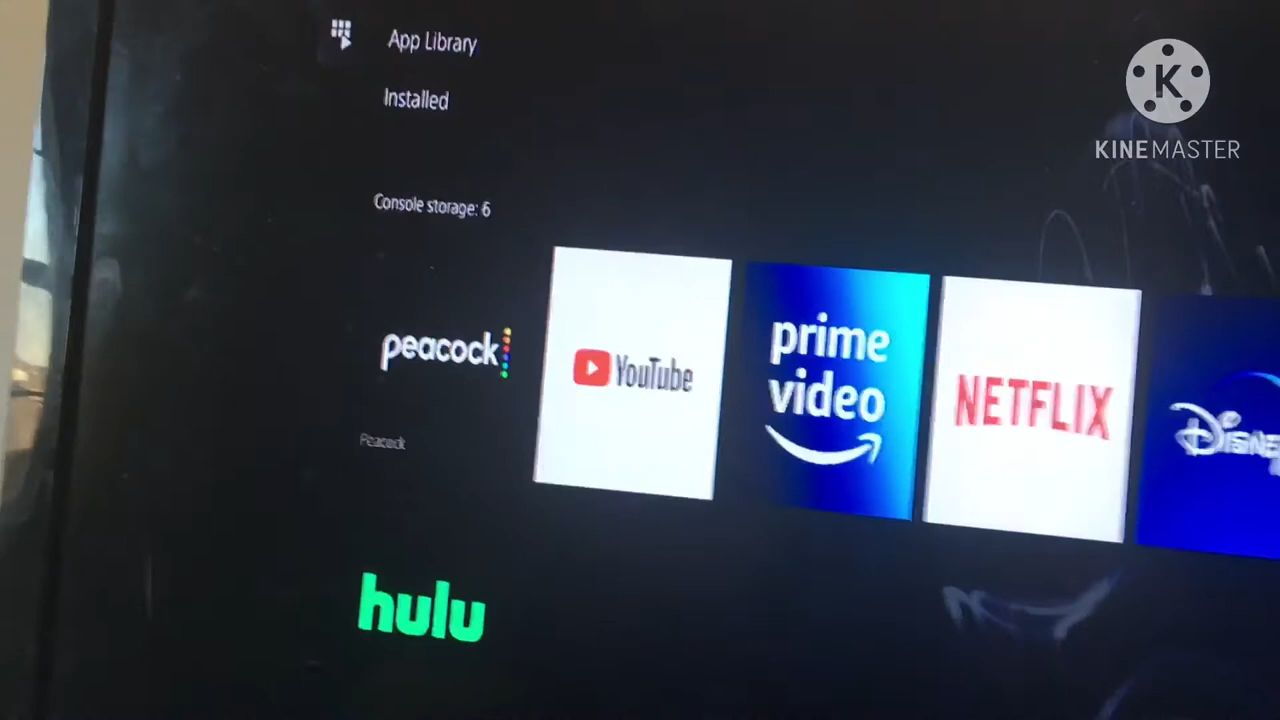 App Library
Installed
K
KINEMASTER
Console storage: 6
peacock
YouTube
prime
video
NETFLIX
Peacock
hulu